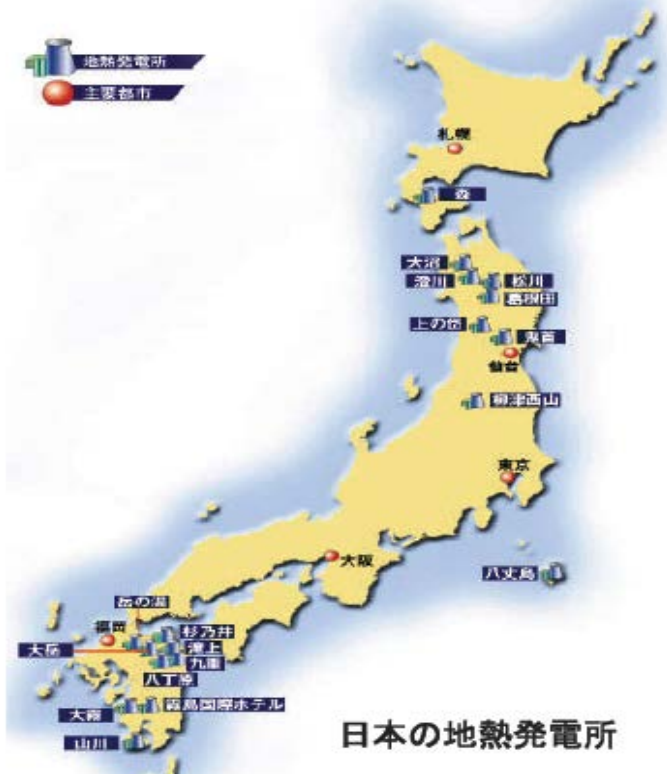 地熱発電所
主要都市
札幌
森
大沼
澄川
松川
葛根田
上の岱
鬼首
仙台
柳津西山
東京
大阪
八丈島
岳の湯
福岡
杉乃井
大岳
滝上
九重
八丁原
大霧
霧島国際ホテル
山川
日本の地熱発電所